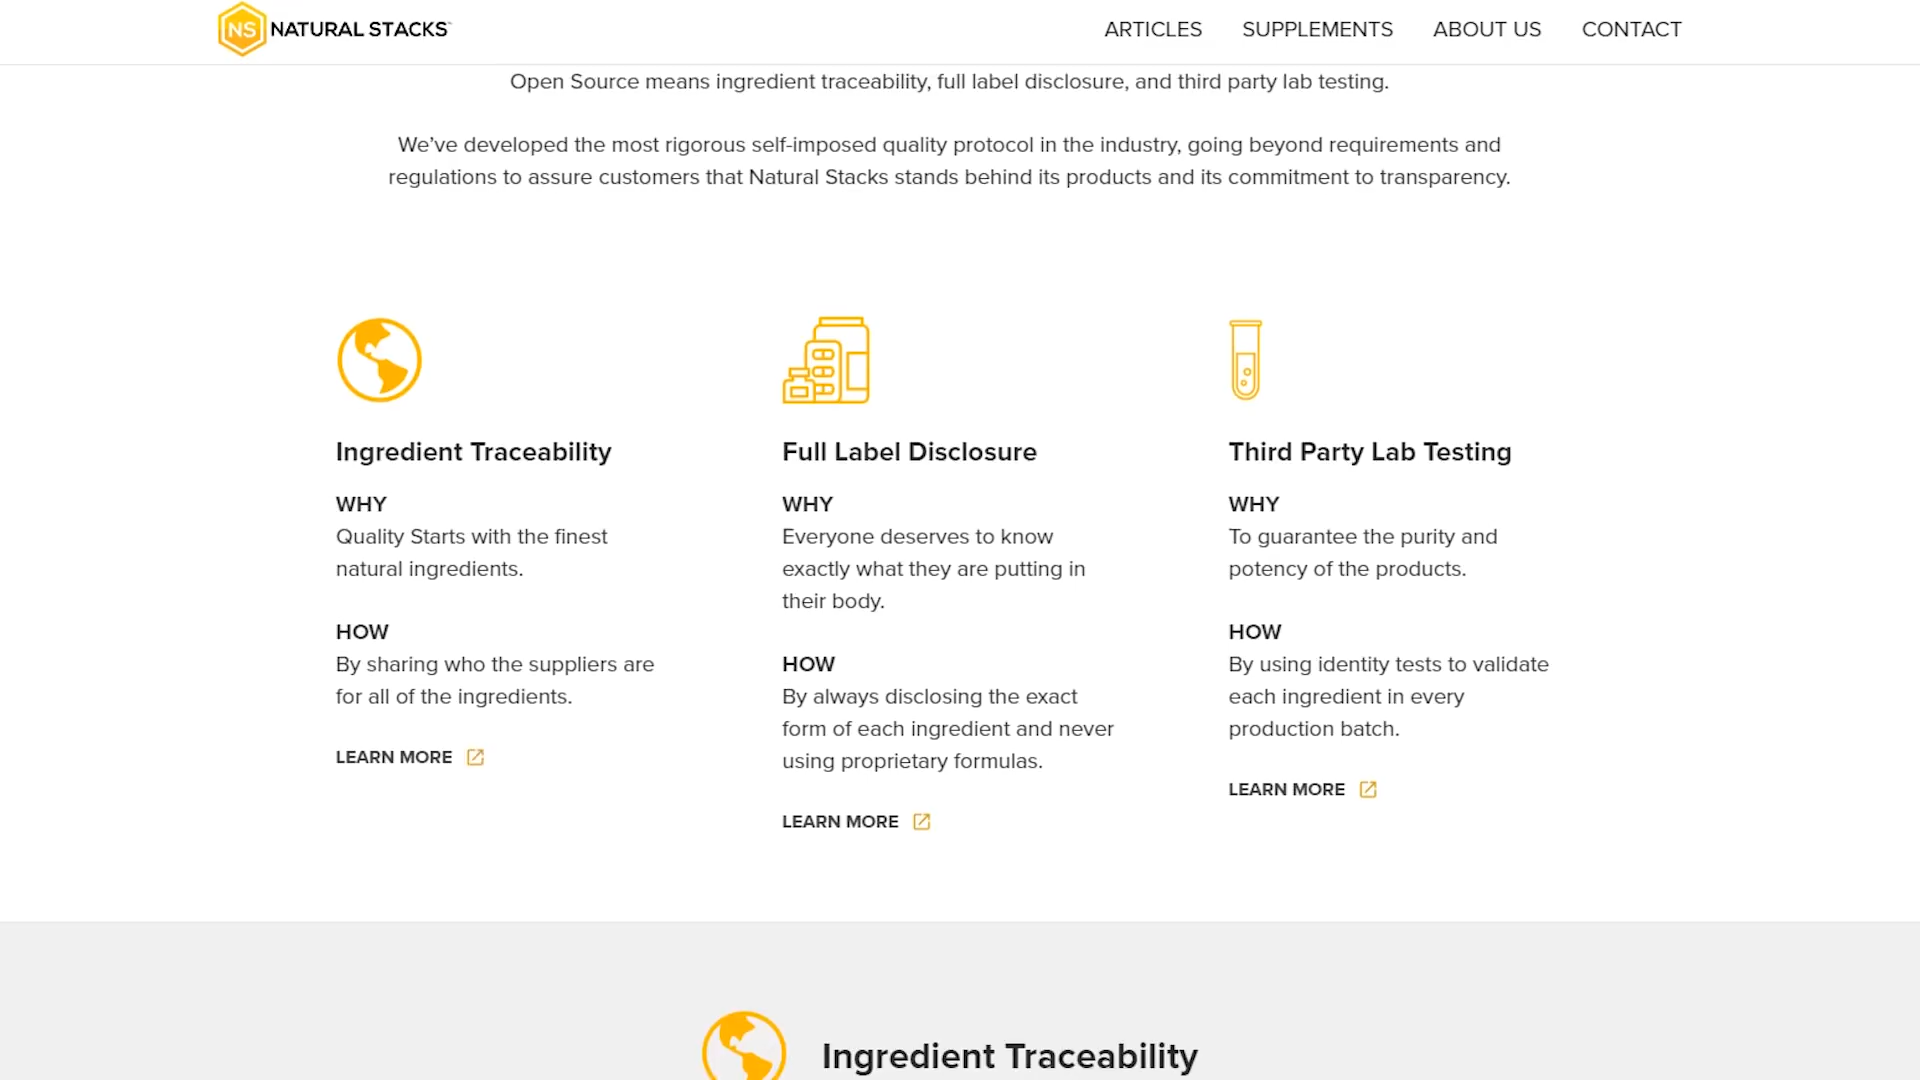 NS NATURAL STACKS™
ARTICLES SUPPLEMENTS ABOUT US CONTACT
Open Source means ingredient traceability, full label disclosure, and third party lab testing.
We’ve developed the most rigorous self-imposed quality protocol in the industry, going beyond requirements and
regulations to assure customers that Natural Stacks stands behind its products and its commitment to transparency.
Ingredient Traceability
WHY
Quality Starts with the finest
natural ingredients.
HOW
By sharing who the suppliers are
for all of the ingredients.
LEARN MORE
Full Label Disclosure
WHY
Everyone deserves to know
exactly what they are putting in
their body.
HOW
By always disclosing the exact
form of each ingredient and never
using proprietary formulas.
LEARN MORE
Third Party Lab Testing
WHY
To guarantee the purity and
potency of the products.
HOW
By using identity tests to validate
each ingredient in every
production batch.
LEARN MORE
Ingredient Traceability